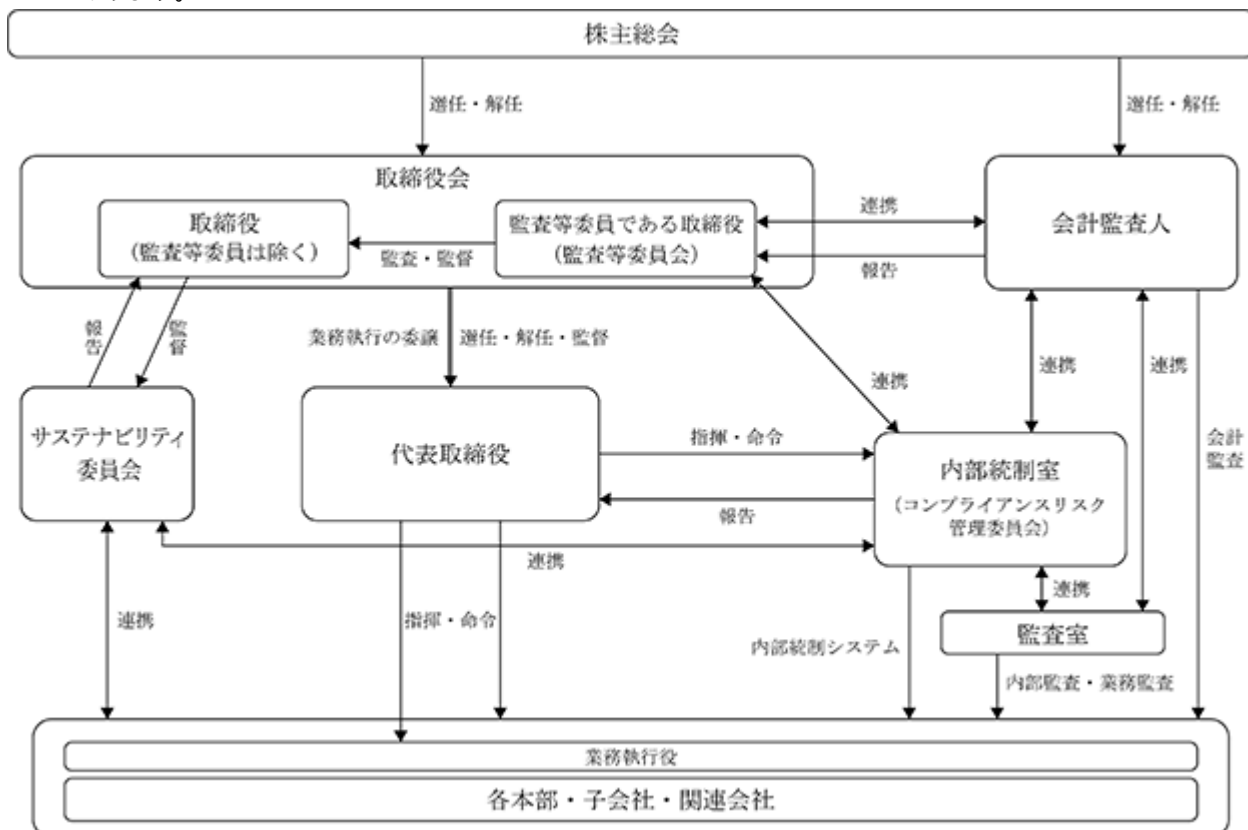 株主総会
選任・解任
選任・解任
取締役会
取締役
(監査等委員は除く)
監査・監督
監査等委員である取締役
(監査等委員会)
連携
報告
会計監査人
報告
監督
業務執行の委譲
選任・解任・監督
連携
連携
連携
会計
監査
サステナビリティ
委員会
代表取締役
指揮・命令
報告
内部統制室
(コンプライアンスリスク
管理委員会)
連携
連携
連携
指揮・命令
内部統制システム
監査室
内部監査・業務監査
業務執行役
各本部・子会社・関連会社